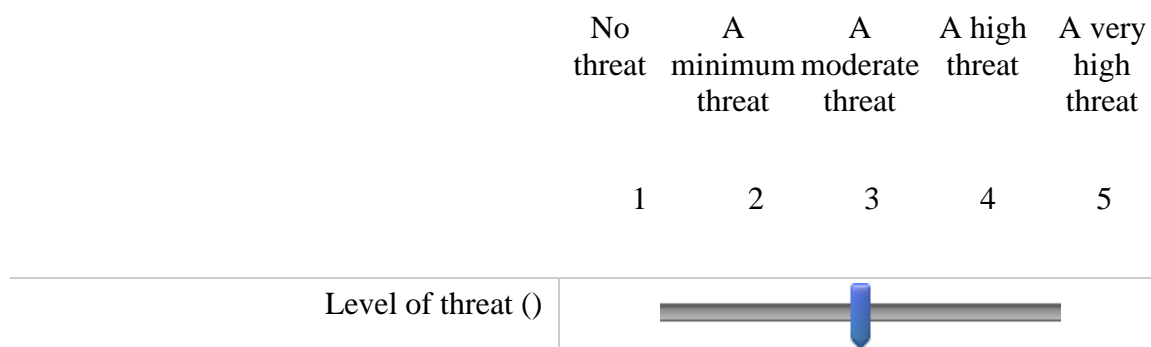 No A A A high A very
threat minimum moderate threat high
threat threat threat
1 2 3 4 5
Level of threat ()